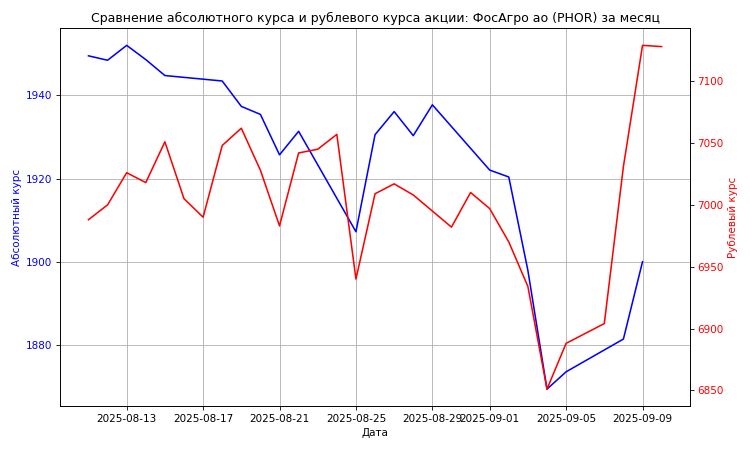 Сравнение абсолютного курса и рублевого курса акции: ФосАгро ао (PHOR) за месяц
1940
1920
1900
1880
Абсолютный курс
7100
7050
7000
6950
6900
6850
Рублевый курс
2025-08-13 2025-08-17 2025-08-21 2025-08-25 2025-08-29 2025-09-01 2025-09-05 2025-09-09
Дата